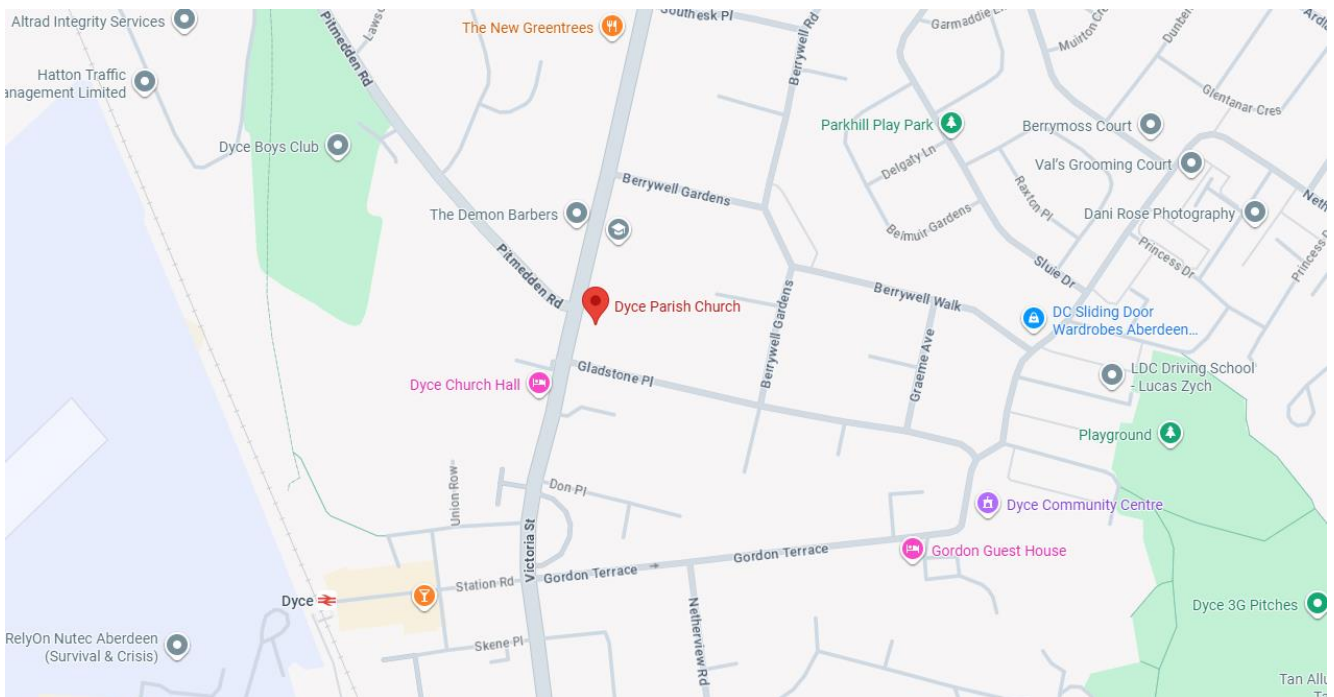 Altrad Integrity Services
The New Greentrees
Southesk Pl
Garmaddie
Muirton Cre
Hatton Traffic
anagement Limited
Pitmedden Rd
Berrywell Rd
Glentanar Cres
Parkhill Play Park
Berrymoss Court
Dyce Boys Club
Delgaty Ln
Val's Grooming Court
Berrywell Gardens
Raxton Pl
The Demon Barbers
Belmuir Gardens
Dani Rose Photography
Pitmedden Rd
Sluie Dr
Princess Dr
Berrywell Walk
Dyce Parish Church
DC Sliding Door
Wardrobes Aberdeen...
Berrywell Gardens
Graeme Ave
Gladstone Pl
Dyce Church Hall
LDC Driving School
- Lucas Zych
Playground
Union Row
Don Pl
Dyce Community Centre
Victoria St
Gordon Terrace
Gordon Guest House
Gordon Terrace
Station Rd
Dyce
Netherview Rd
Dyce 3G Pitches
Skene Pl
RelyOn Nutec Aberdeen
(Survival & Crisis)
Tan Allu